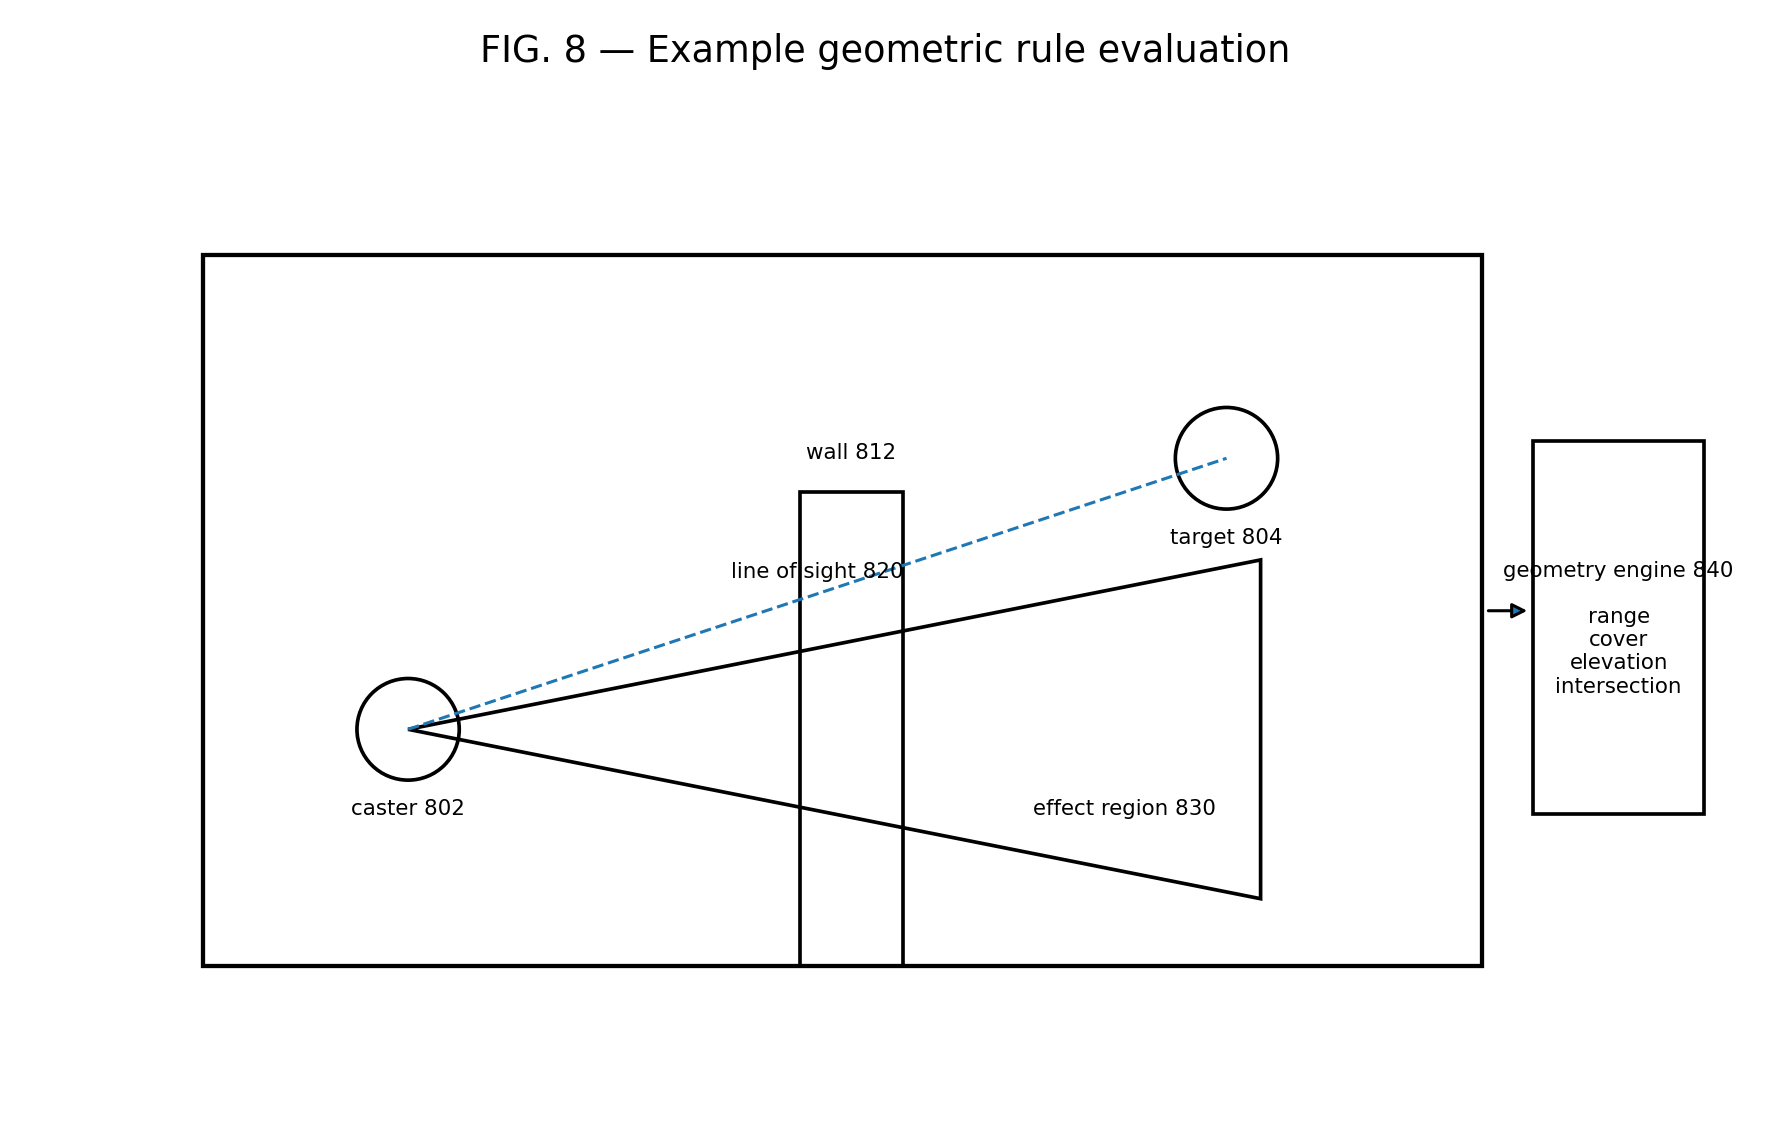 FIG. 8 — Example geometric rule evaluation
wall 812
target 804
line of sight 820
caster 802
effect region 830
geometry engine 840
range
cover
elevation
intersection